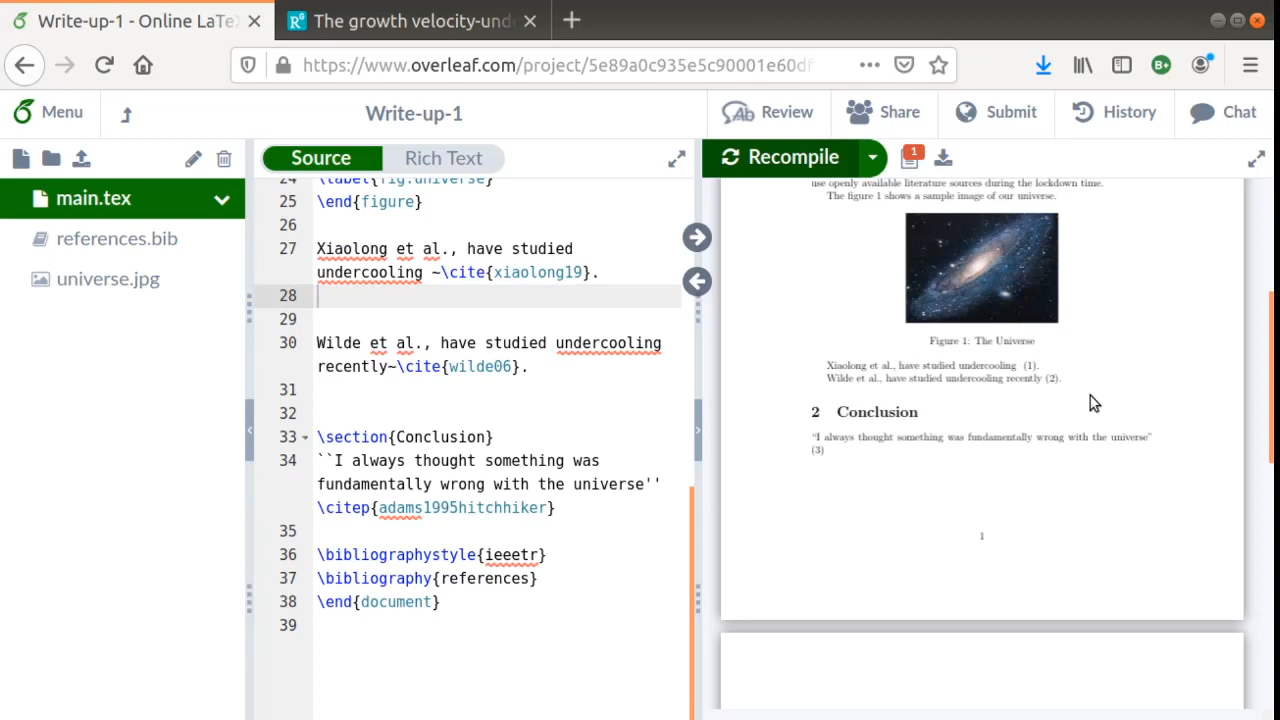 Write-up-1 - Online LaTeX
The growth velocity-und
https://www.overleaf.com/project/5e89a0c935e5c90001e60df
B+
Menu
Write-up-1
Review
Share
Submit
History
Chat
Source
Rich Text
Recompile
1
main.tex
references.bib
universe.jpg
24 \label{fig:universe}
25 \end{figure}
26
27 Xiaolong et al., have studied
undercooling ~\cite{xiaolong19}.
28
29
30 Wilde et al., have studied undercooling
recently~\cite{wilde06}.
31
32
33 \section{Conclusion}
34 ``I always thought something was
fundamentally wrong with the universe''
\citep{adams1995hitchhiker}
35
36 \bibliographystyle{ieeetr}
37 \bibliography{references}
38 \end{document}
39
use openly available literature sources during the lockdown time.
The figure 1 shows a sample image of our universe.
Figure 1: The Universe
Xiaolong et al., have studied undercooling (1).
Wilde et al., have studied undercooling recently (2).
2 Conclusion
“I always thought something was fundamentally wrong with the universe”
(3)
1